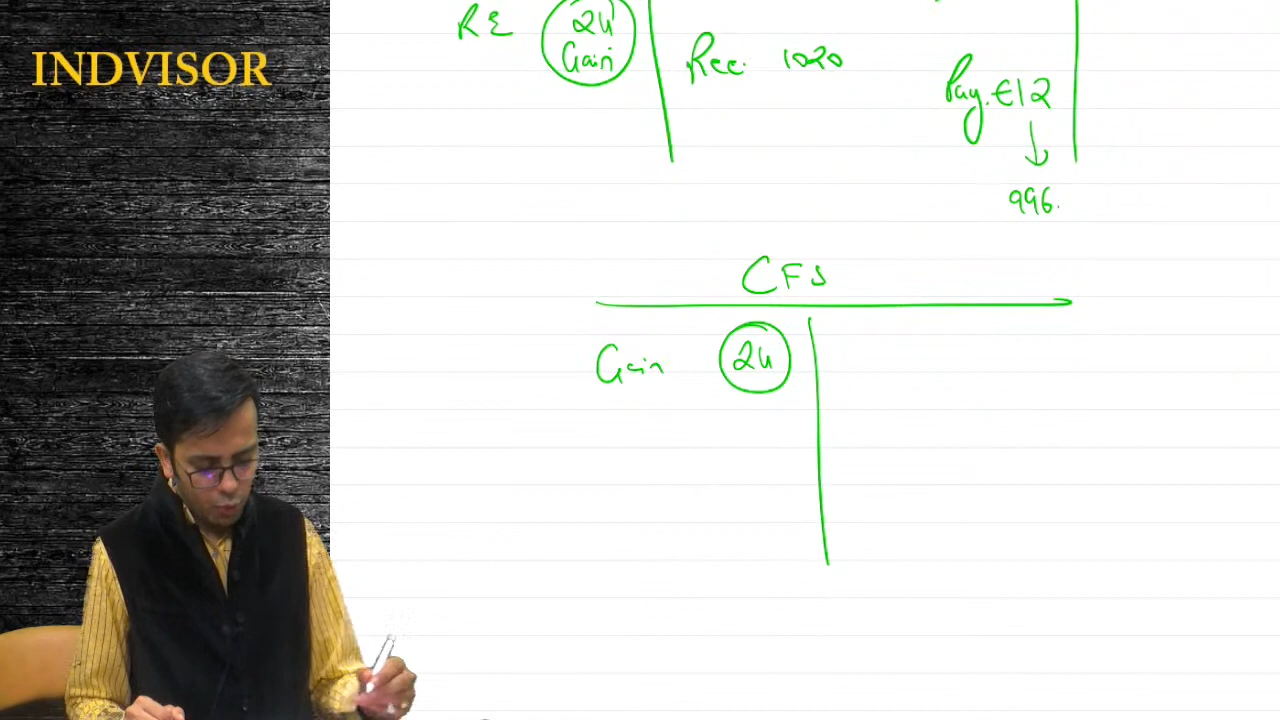 INDVISOR
RE 24 Gain
Rec. 1020
Pay. €12
996.
CFS
Gain 24